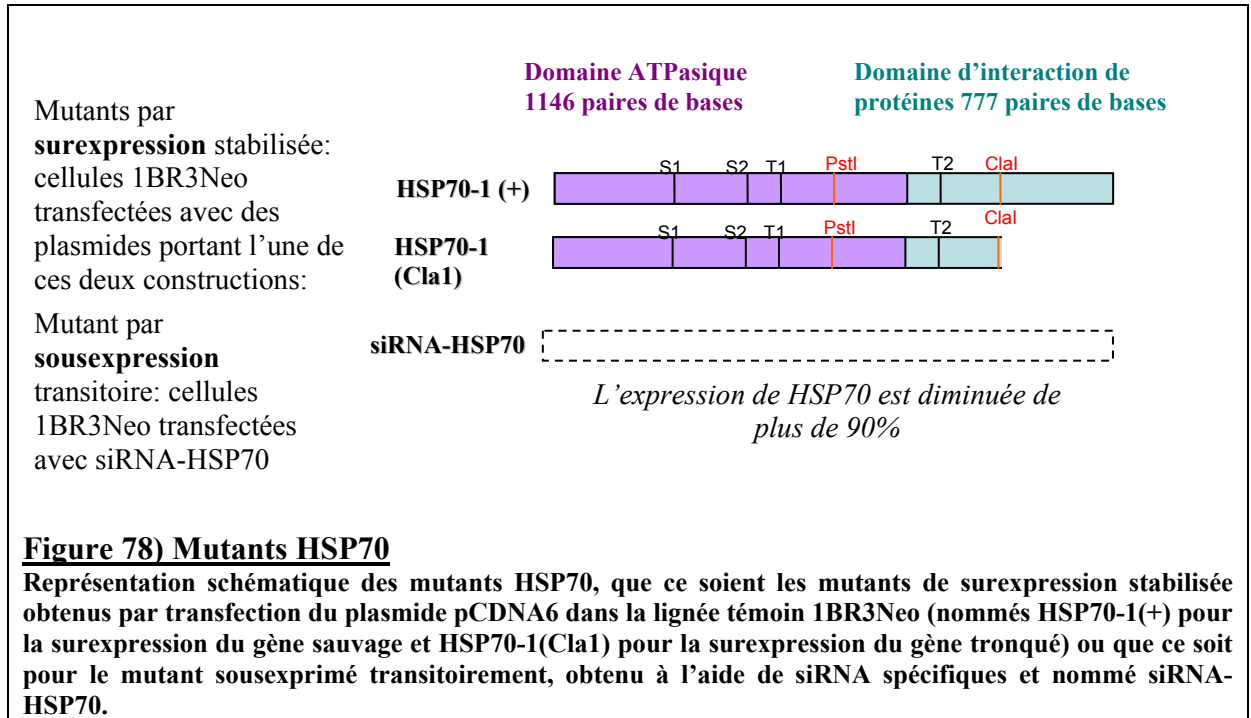 Domaine ATPasique
1146 paires de bases
Domaine d'interaction de
protéines 777 paires de bases
Mutants par
surexpression stabilisée:
cellules 1BR3Neo
transfectées avec des
plasmides portant l'une de
ces deux constructions:
HSP70-1 (+)
S1 S2 T1 PstI T2 ClaI
HSP70-1
(Cla1)
S1 S2 T1 PstI T2 ClaI
Mutant par
sousexpression
transitoire: cellules
1BR3Neo transfectées
avec siRNA-HSP70
siRNA-HSP70
L'expression de HSP70 est diminuée de
plus de 90%
Figure 78) Mutants HSP70
Représentation schématique des mutants HSP70, que ce soient les mutants de surexpression stabilisée
obtenus par transfection du plasmide pCDNA6 dans la lignée témoin 1BR3Neo (nommés HSP70-1(+) pour
la surexpression du gène sauvage et HSP70-1(Cla1) pour la surexpression du gène tronqué) ou que ce soit
pour le mutant sousexprimé transitoirement, obtenu à l'aide de siRNA spécifiques et nommé siRNA-
HSP70.